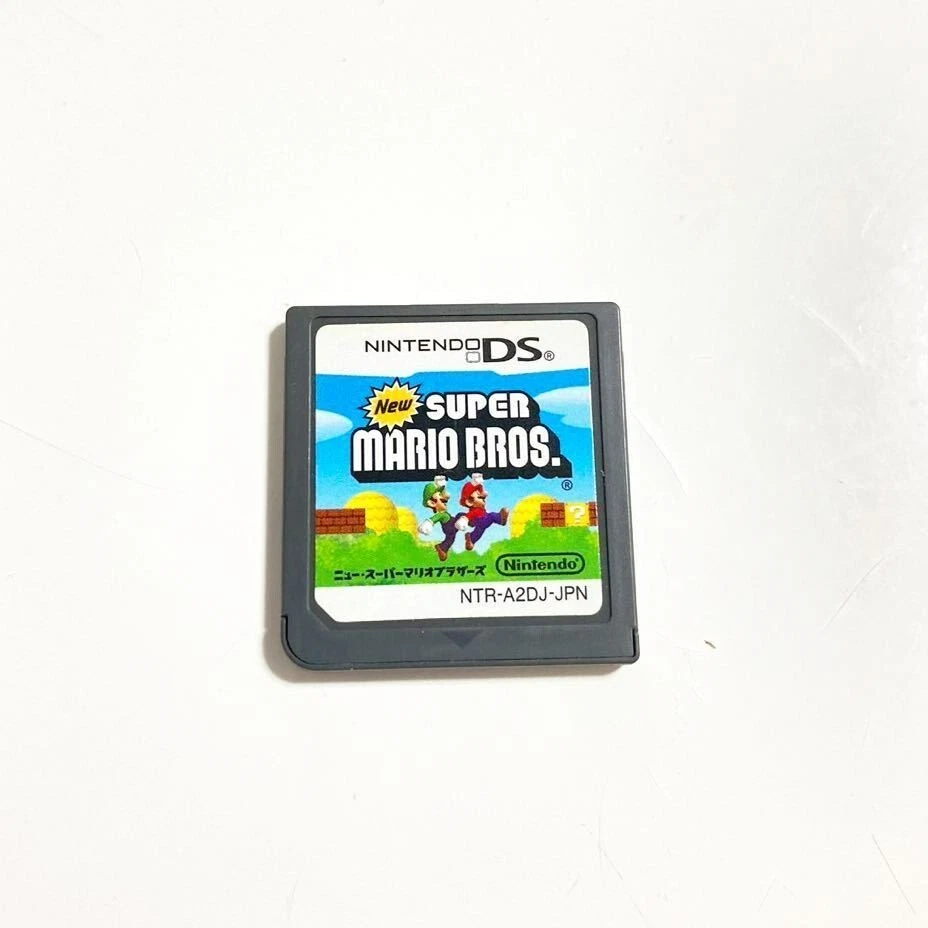 NINTENDO DS®
New SUPER
MARIO BROS.®
?
ニュー・スーパーマリオブラザーズ
Nintendo®
NTR-A2DJ-JPN